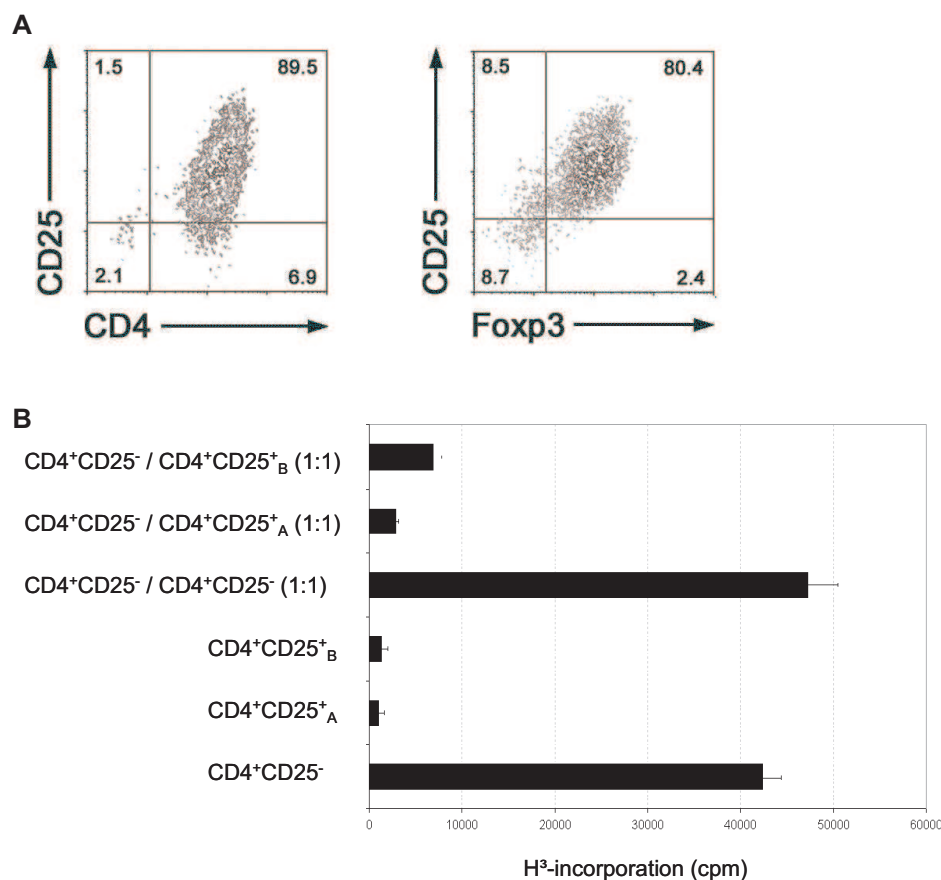 A
1.5 89.5
2.1 6.9
CD25
CD4
8.5 80.4
8.7 2.4
CD25
Foxp3
B
CD4⁺CD25⁻ / CD4⁺CD25⁺B (1:1)
CD4⁺CD25⁻ / CD4⁺CD25⁺A (1:1)
CD4⁺CD25⁻ / CD4⁺CD25⁻ (1:1)
CD4⁺CD25⁺B
CD4⁺CD25⁺A
CD4⁺CD25⁻
0 10000 20000 30000 40000 50000 60000
H³-incorporation (cpm)